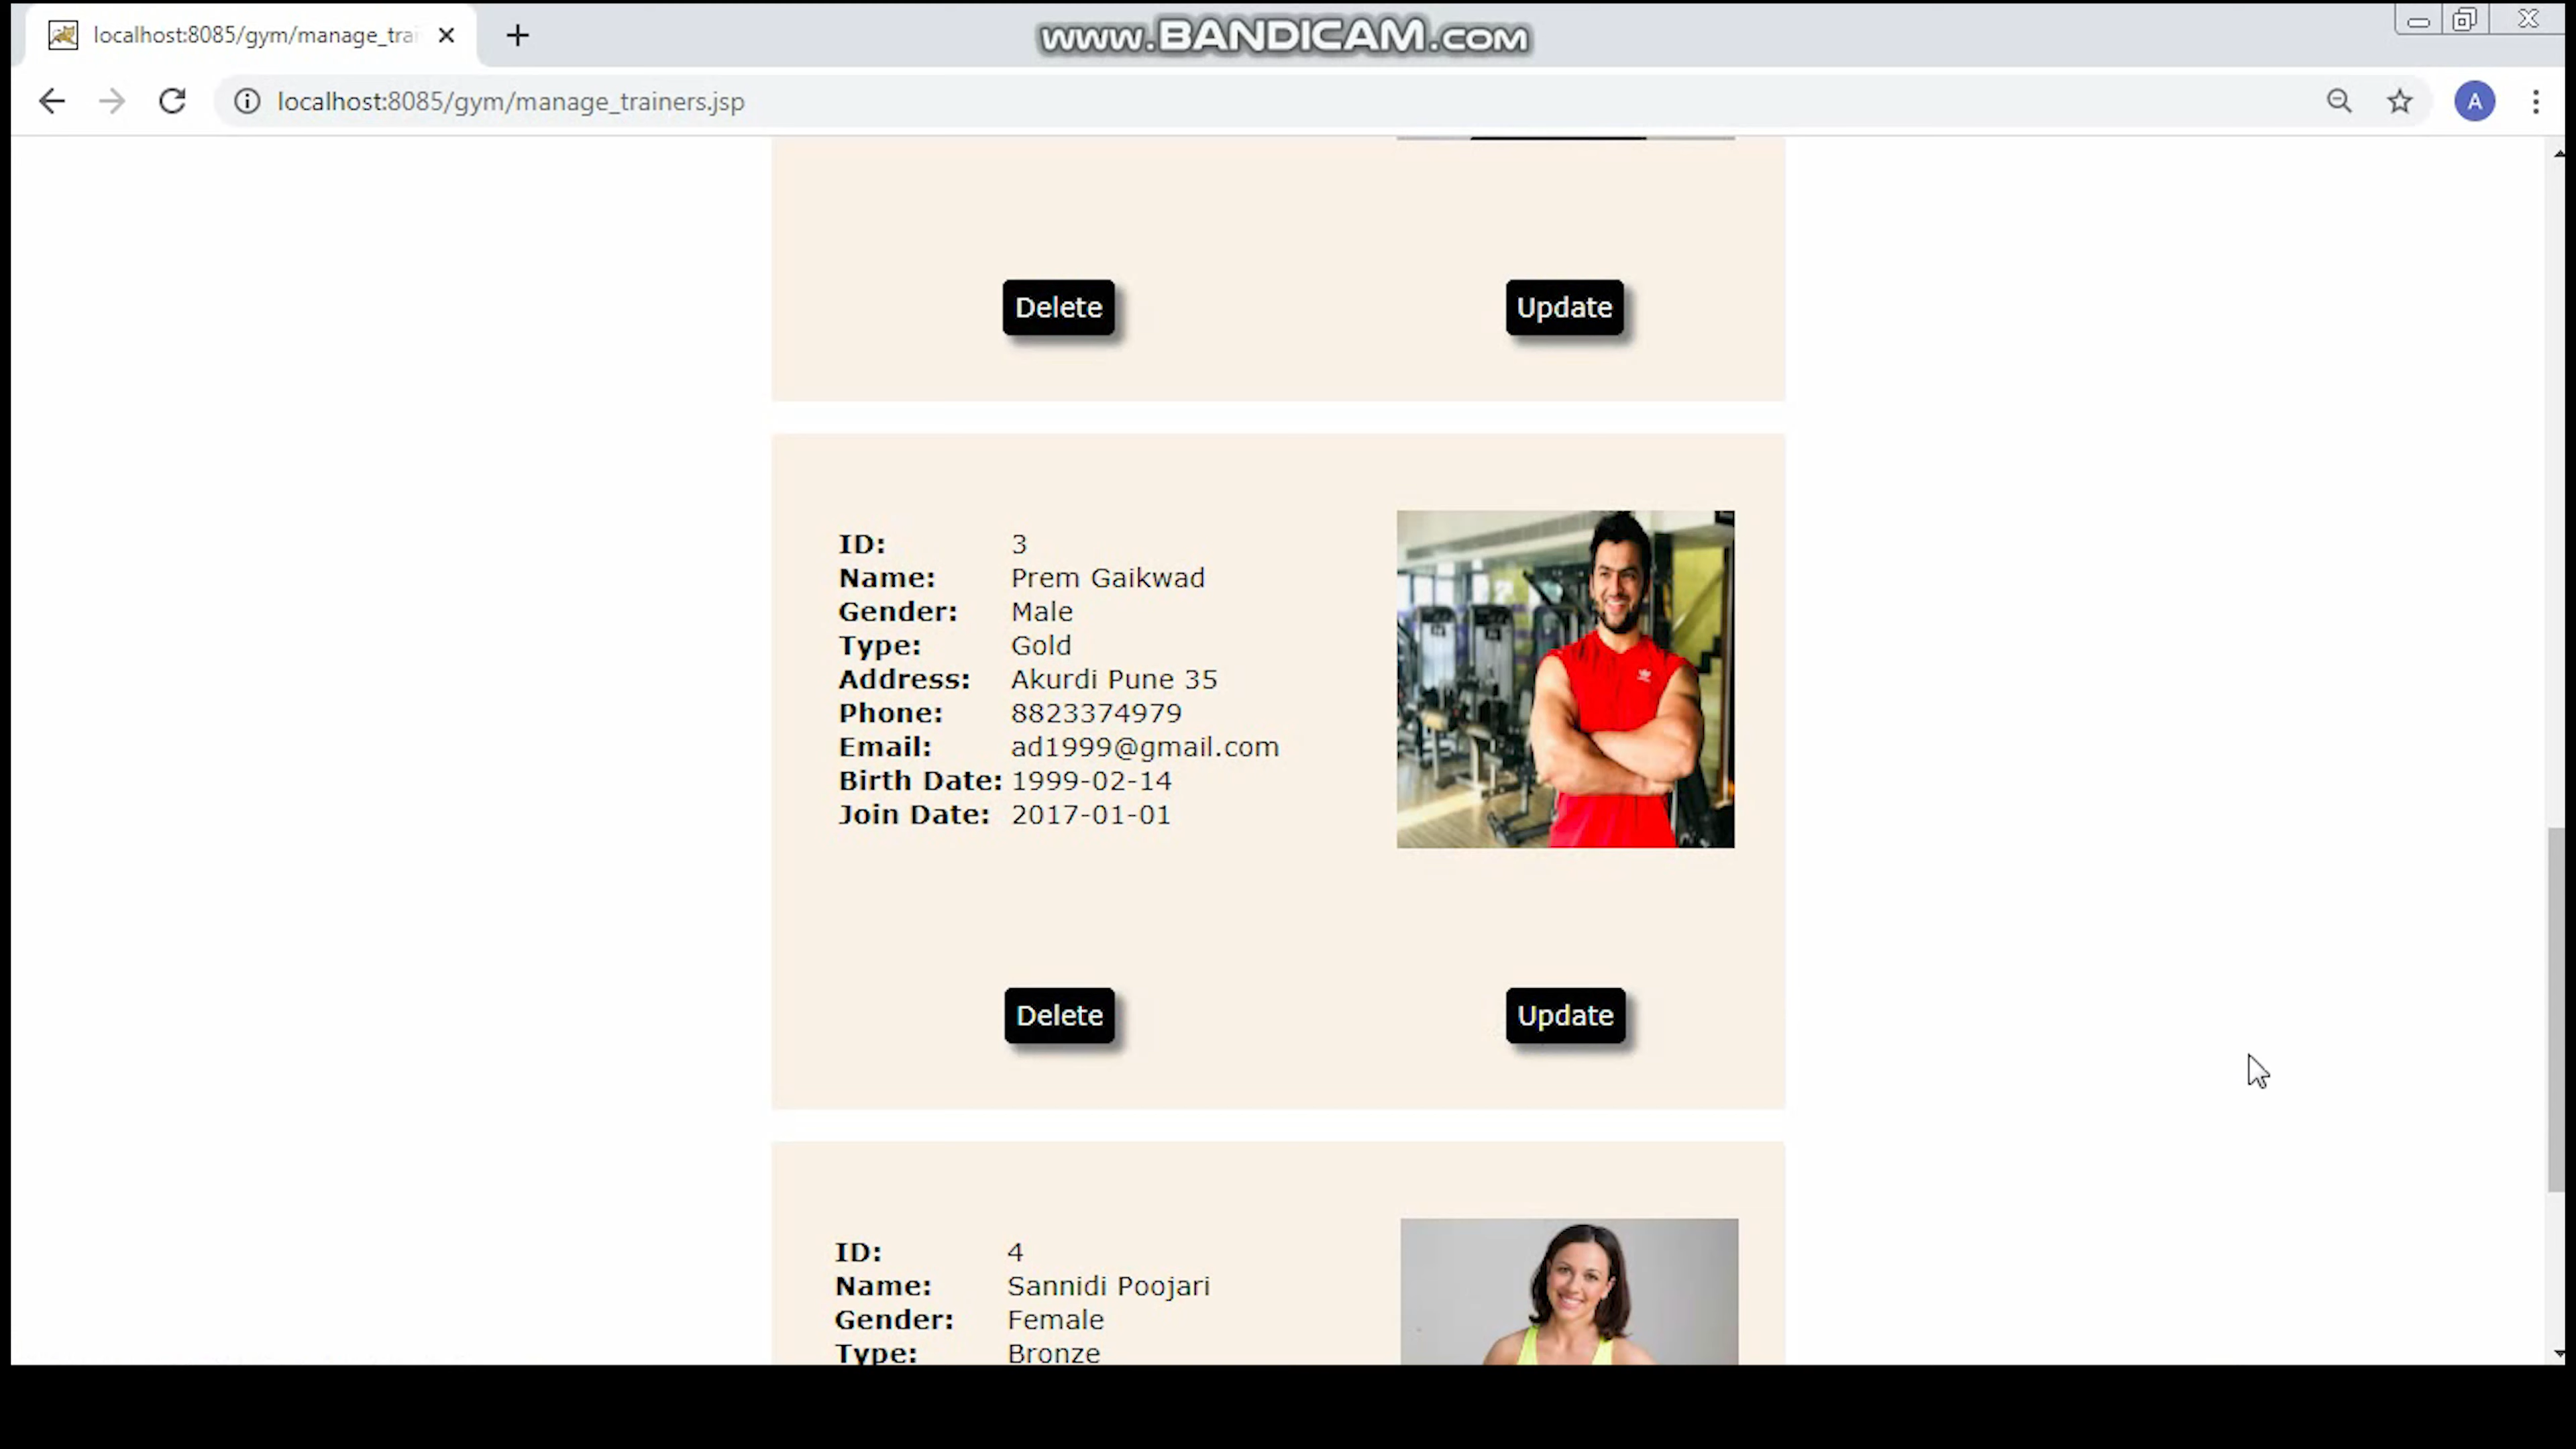 localhost:8085/gym/manage_trai
www.BANDICAM.com
localhost:8085/gym/manage_trainers.jsp
A
Delete Update
ID: 3
Name: Prem Gaikwad
Gender: Male
Type: Gold
Address: Akurdi Pune 35
Phone: 8823374979
Email: ad1999@gmail.com
Birth Date: 1999-02-14
Join Date: 2017-01-01
Delete Update
ID: 4
Name: Sannidi Poojari
Gender: Female
Type: Bronze